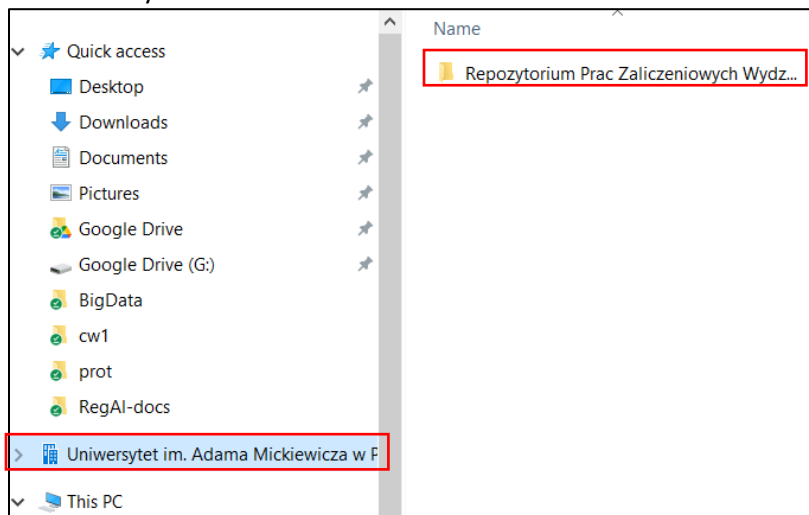 Quick access
Desktop
Downloads
Documents
Pictures
Google Drive
Google Drive (G:)
BigData
cw1
prot
RegAI-docs
Uniwersytet im. Adama Mickiewicza w P
This PC
Name
Repozytorium Prac Zaliczeniowych Wydz...